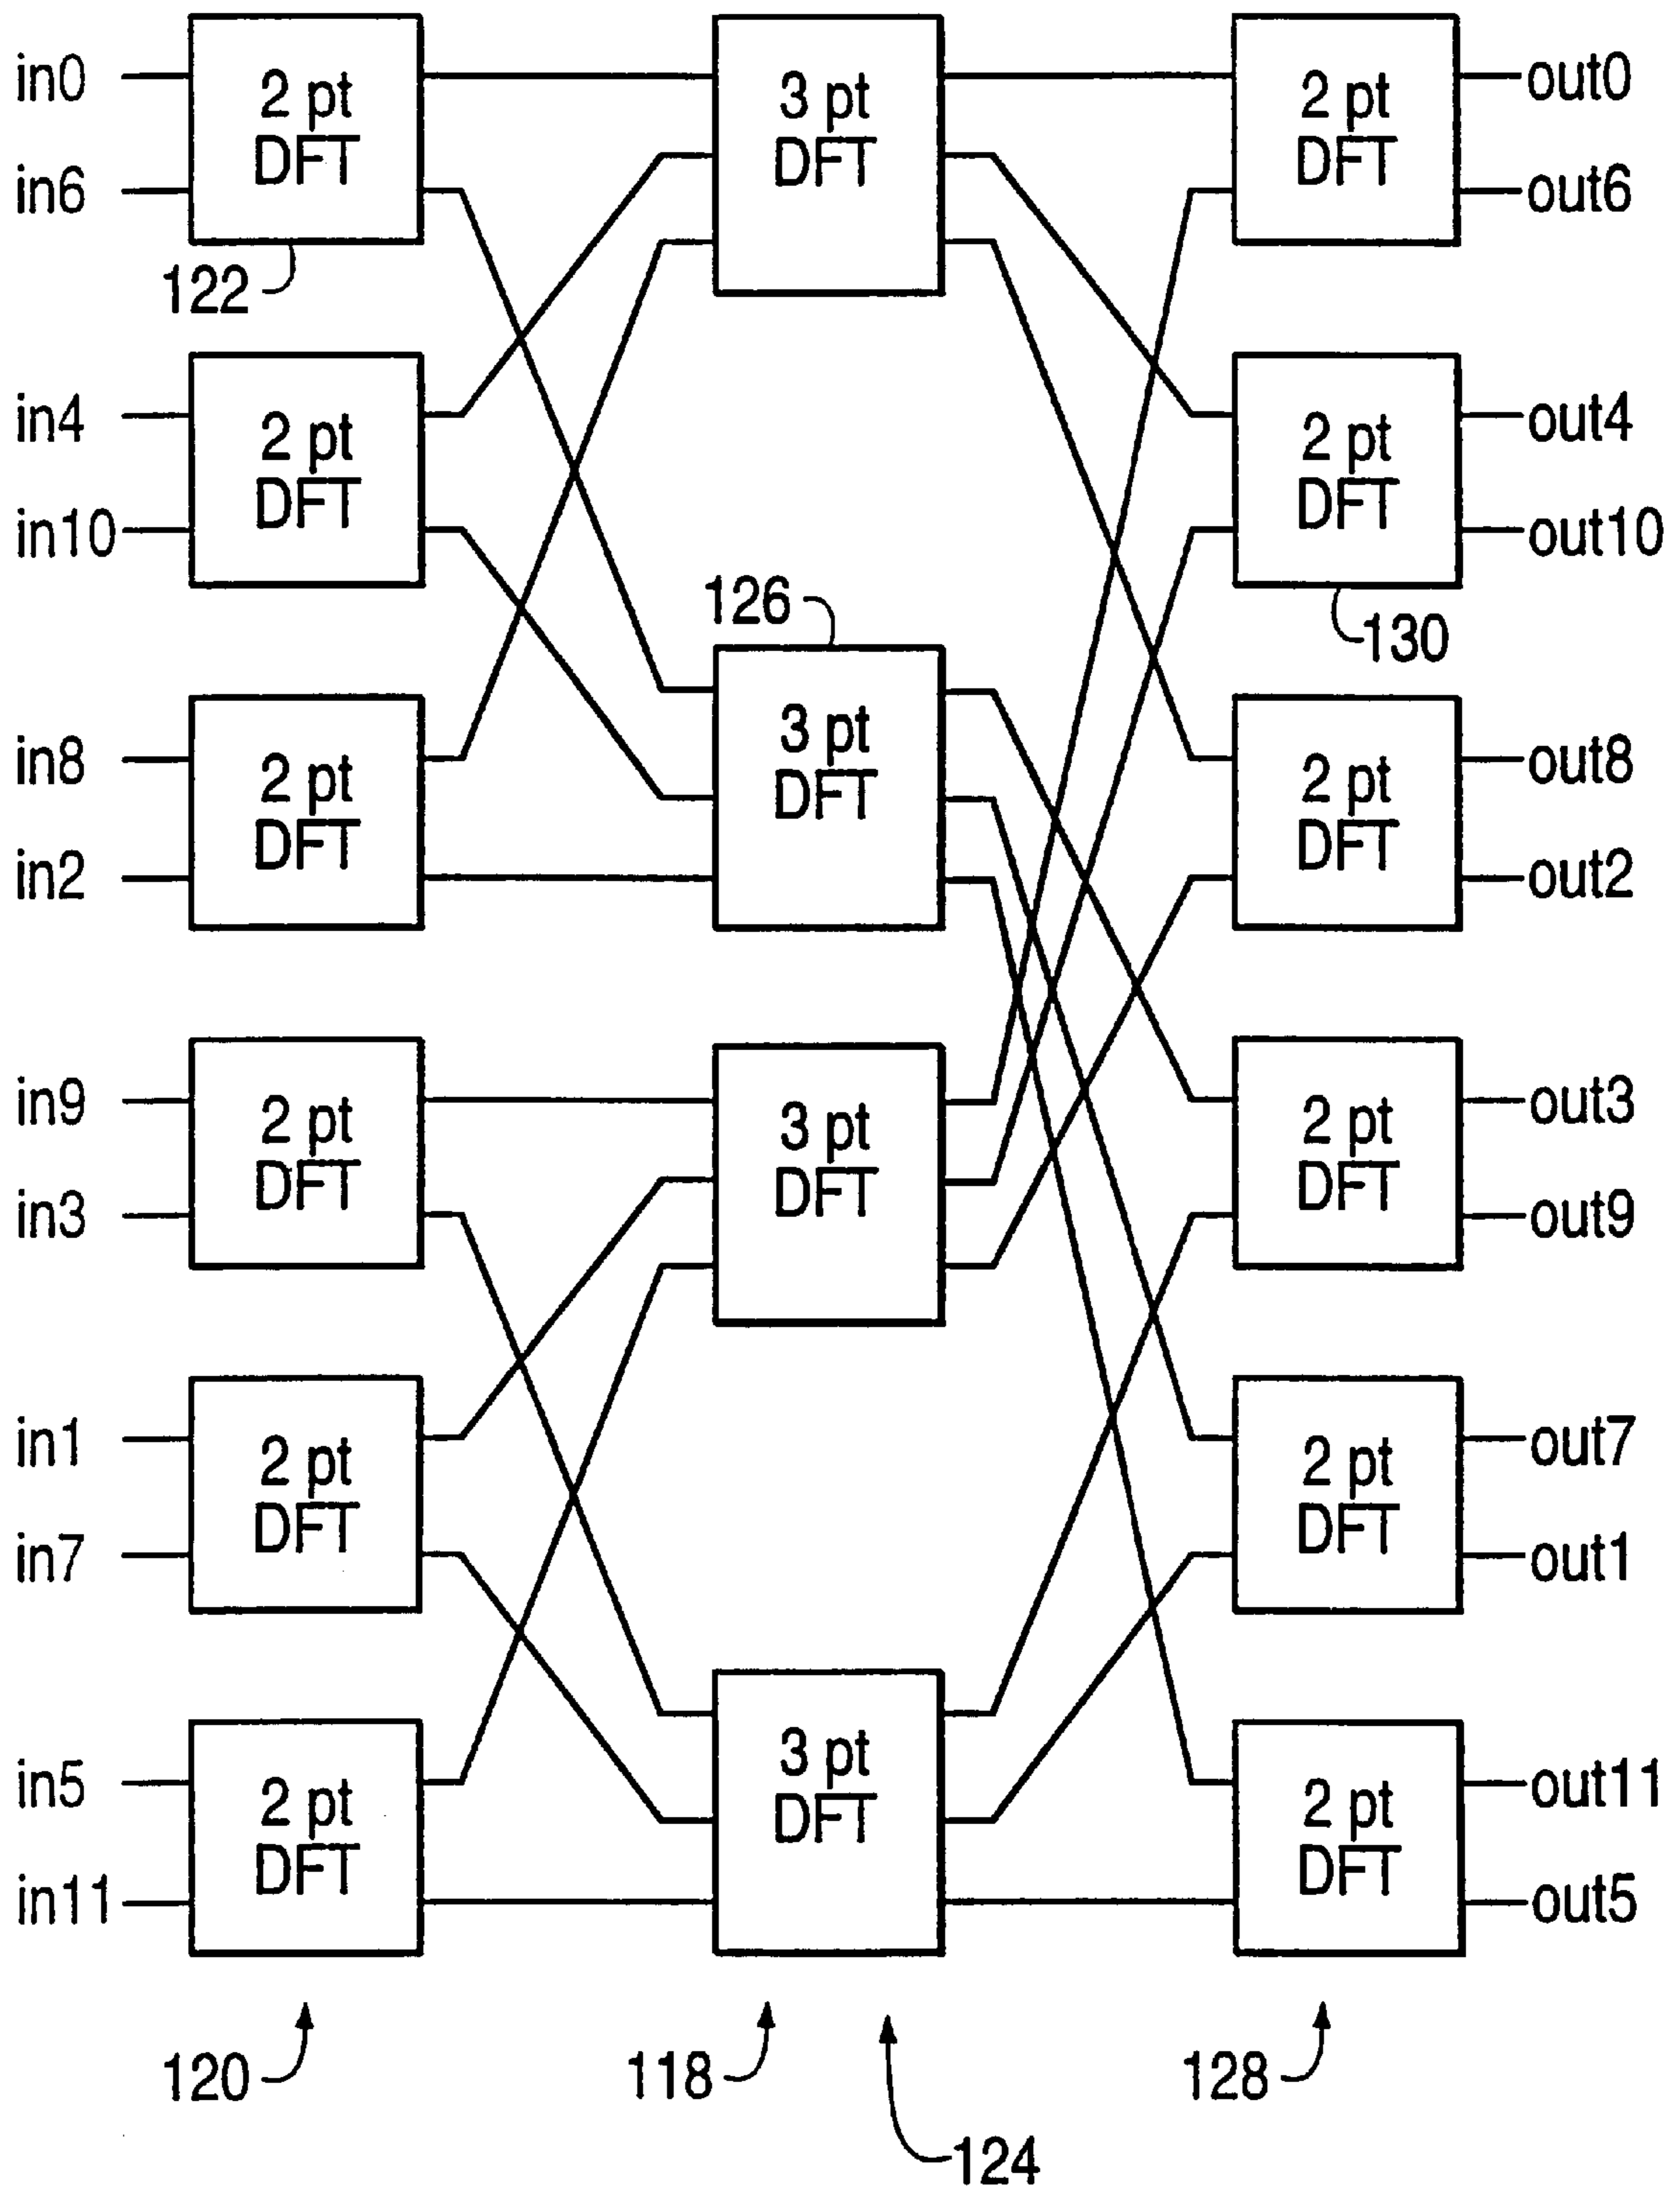 in0
in6
2 pt
DFT
122
in4
in10
2 pt
DFT
in8
in2
2 pt
DFT
in9
in3
2 pt
DFT
in1
in7
2 pt
DFT
in5
in11
2 pt
DFT
3 pt
DFT
126
3 pt
DFT
3 pt
DFT
3 pt
DFT
2 pt
DFT
out0
out6
2 pt
DFT
out4
out10
130
2 pt
DFT
out8
out2
2 pt
DFT
out3
out9
2 pt
DFT
out7
out1
2 pt
DFT
out11
out5
120
118
124
128